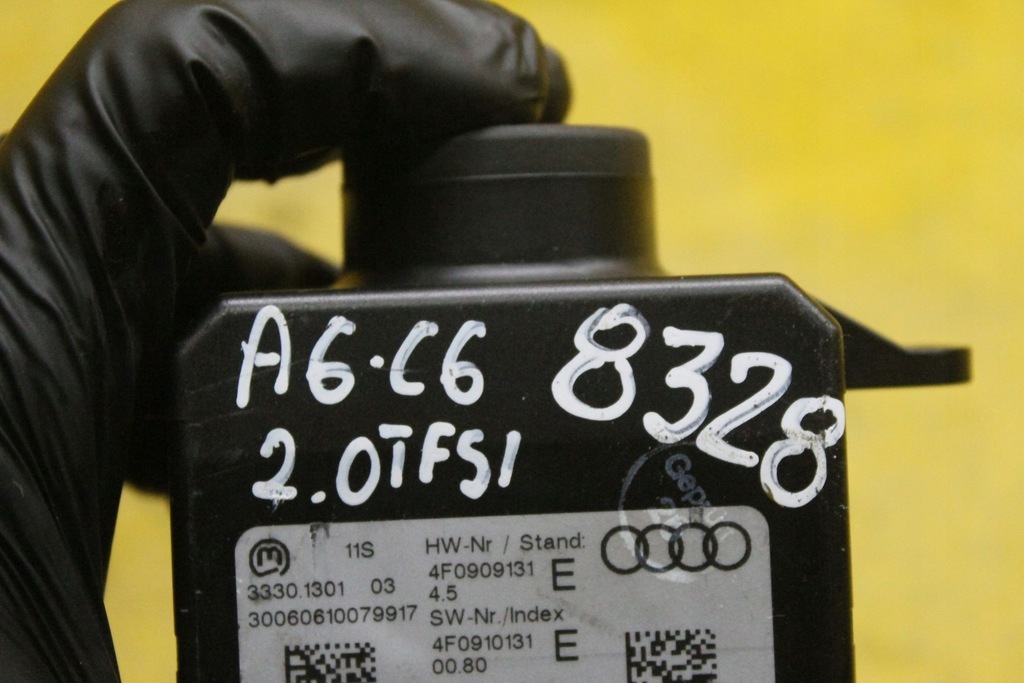 A6·C6 8328
2.0TFSI
11S
HW-Nr / Stand:
3330.1301 03
4F0909131 E
4.5
30060610079917
SW-Nr./Index
4F0910131 E
00.80